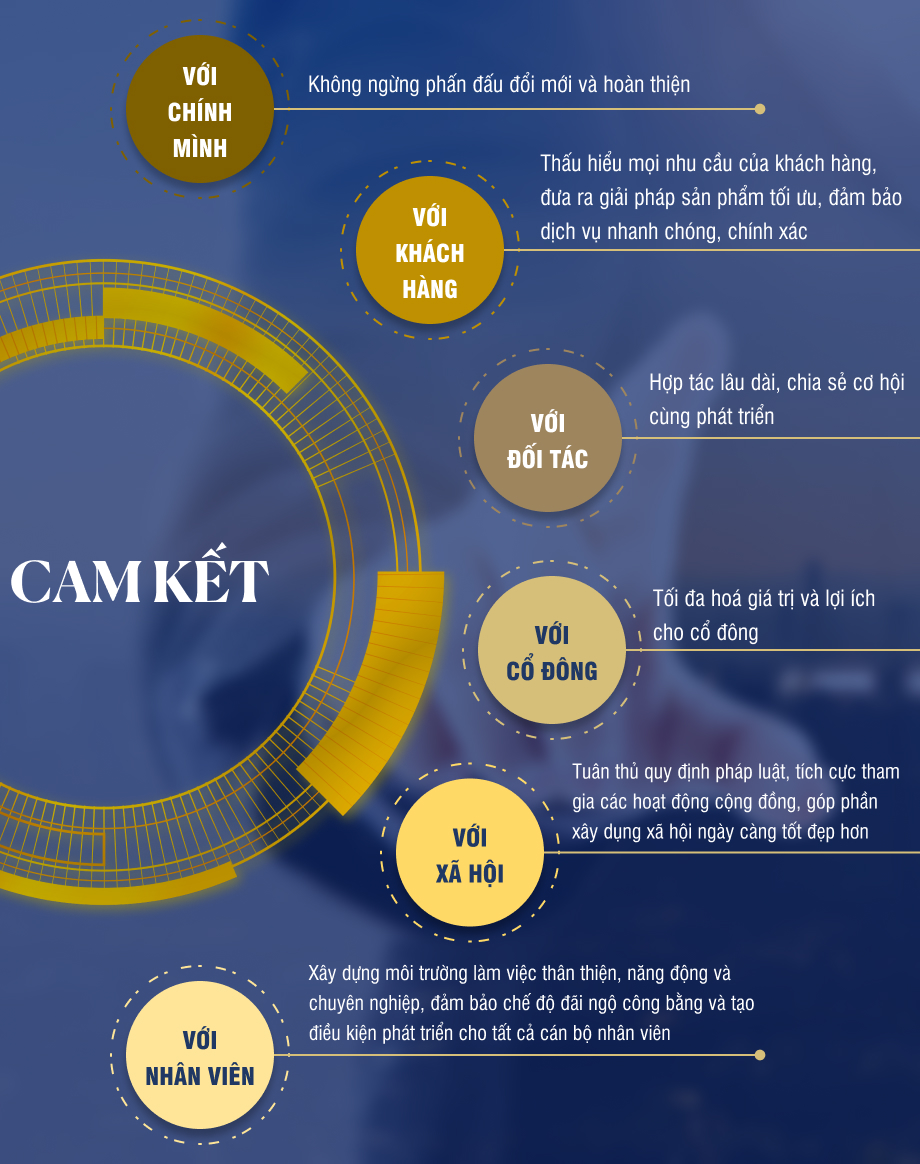 VỚI
CHÍNH
MÌNH
Không ngừng phấn đấu đổi mới và hoàn thiện
VỚI
KHÁCH
HÀNG
Thấu hiểu mọi nhu cầu của khách hàng,
đưa ra giải pháp sản phẩm tối ưu, đảm bảo
dịch vụ nhanh chóng, chính xác
VỚI
ĐỐI TÁC
Hợp tác lâu dài, chia sẻ cơ hội
cùng phát triển
CAM KẾT
VỚI
CỔ ĐÔNG
Tối đa hoá giá trị và lợi ích
cho cổ đông
VỚI
XÃ HỘI
Tuân thủ quy định pháp luật, tích cực tham
gia các hoạt động cộng đồng, góp phần
xây dụng xã hội ngày càng tốt đẹp hơn
VỚI
NHÂN VIÊN
Xây dựng môi trường làm việc thân thiện, năng động và
chuyên nghiệp, đảm bảo chế độ đãi ngộ công bằng và tạo
điều kiện phát triển cho tất cả cán bộ nhân viên